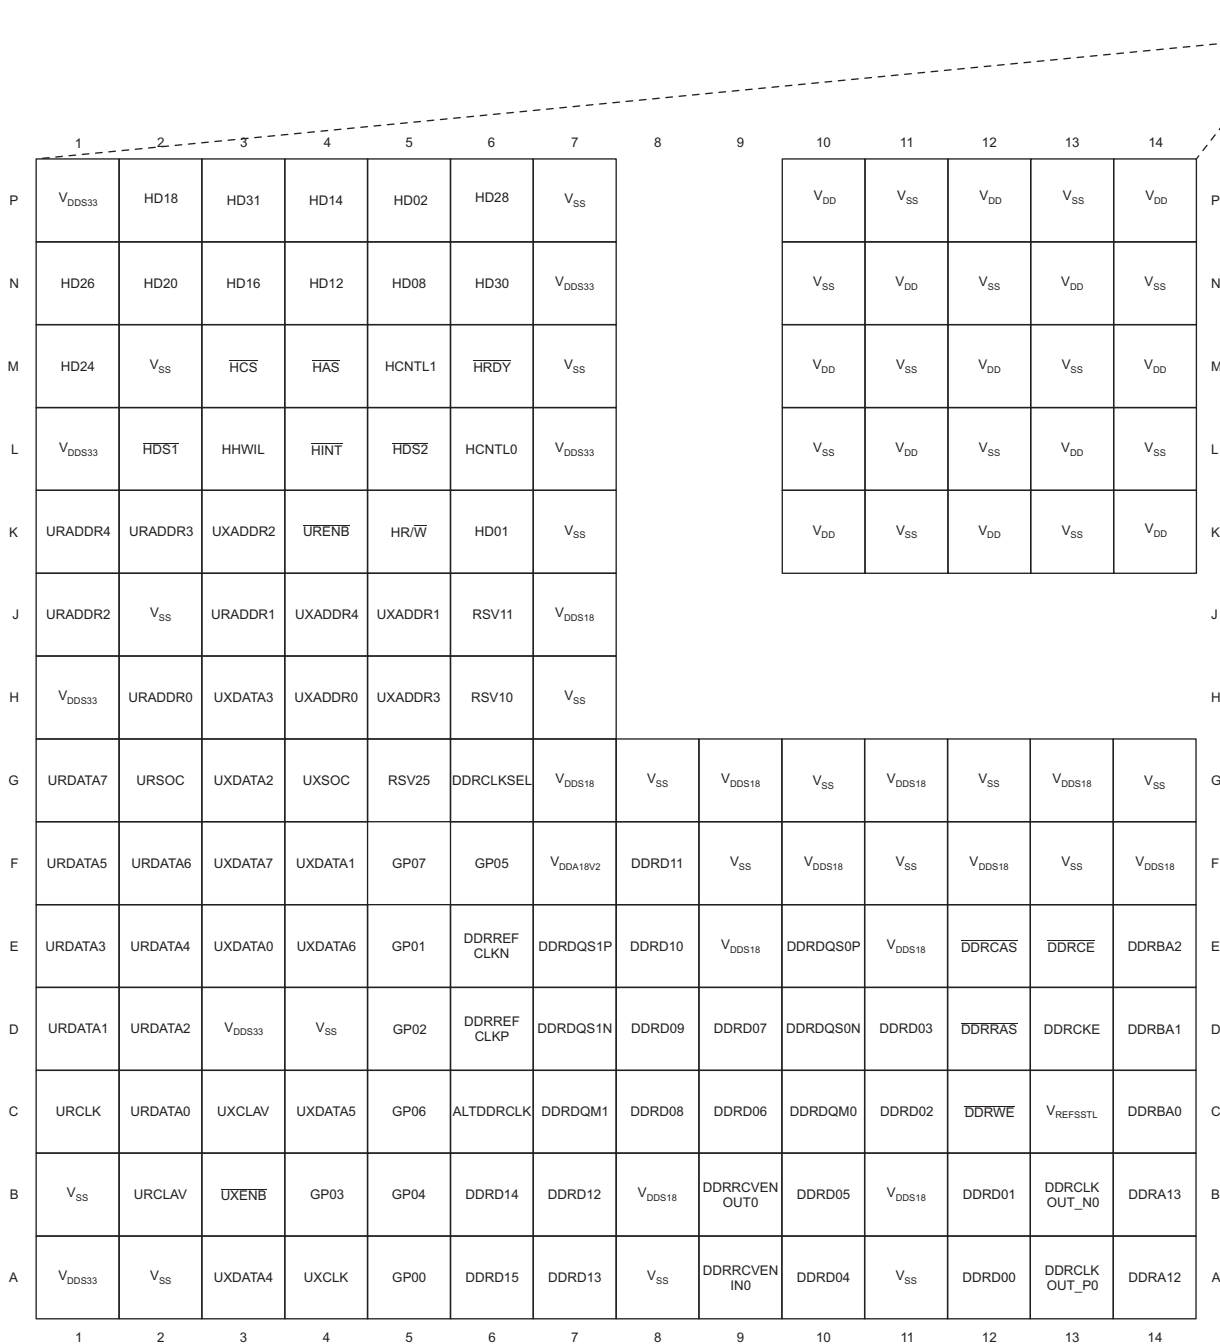 1 2 3 4 5 6 7 8 9 10 11 12 13 14
P VDDS33 HD18 HD31 HD14 HD02 HD28 VSS VDD VSS VDD VSS VDD P
N HD26 HD20 HD16 HD12 HD08 HD30 VDDS33 VSS VDD VSS VDD VSS N
M HD24 VSS HCS HAS HCNTL1 HRDY VSS VDD VSS VDD VSS VDD M
L VDDS33 HDS1 HHWIL HINT HDS2 HCNTL0 VDDS33 VSS VDD VSS VDD VSS L
K URADDR4 URADDR3 UXADDR2 URENB HR/W HD01 VSS VDD VSS VDD VSS VDD K
J URADDR2 VSS URADDR1 UXADDR4 UXADDR1 RSV11 VDDS18 J
H VDDS33 URADDR0 UXDATA3 UXADDR0 UXADDR3 RSV10 VSS H
G URDATA7 URSOC UXDATA2 UXSOC RSV25 DDRCLKSEL VDDS18 VSS VDDS18 VSS VDDS18 VSS VDDS18 VSS G
F URDATA5 URDATA6 UXDATA7 UXDATA1 GP07 GP05 VDDA18V2 DDRD11 VSS VDDS18 VSS VDDS18 VSS VDDS18 F
E URDATA3 URDATA4 UXDATA0 UXDATA6 GP01 DDRREF CLKN DDRDQS1P DDRD10 VDDS18 DDRDQS0P VDDS18 DDRCAS DDRCE DDRBA2 E
D URDATA1 URDATA2 VDDS33 VSS GP02 DDRREF CLKP DDRDQS1N DDRD09 DDRD07 DDRDQS0N DDRD03 DDRRAS DDRCKE DDRBA1 D
C URCLK URDATA0 UXCLAV UXDATA5 GP06 ALTDDRCLK DDRDQM1 DDRD08 DDRD06 DDRDQM0 DDRD02 DDRWE VREFSSTL DDRBA0 C
B VSS URCLAV UXENB GP03 GP04 DDRD14 DDRD12 VDDS18 DDRRCVEN OUT0 DDRD05 VDDS18 DDRD01 DDRCLK OUT_N0 DDRA13 B
A VDDS33 VSS UXDATA4 UXCLK GP00 DDRD15 DDRD13 VSS DDRRCVEN IN0 DDRD04 VSS DDRD00 DDRCLK OUT_P0 DDRA12 A
1 2 3 4 5 6 7 8 9 10 11 12 13 14